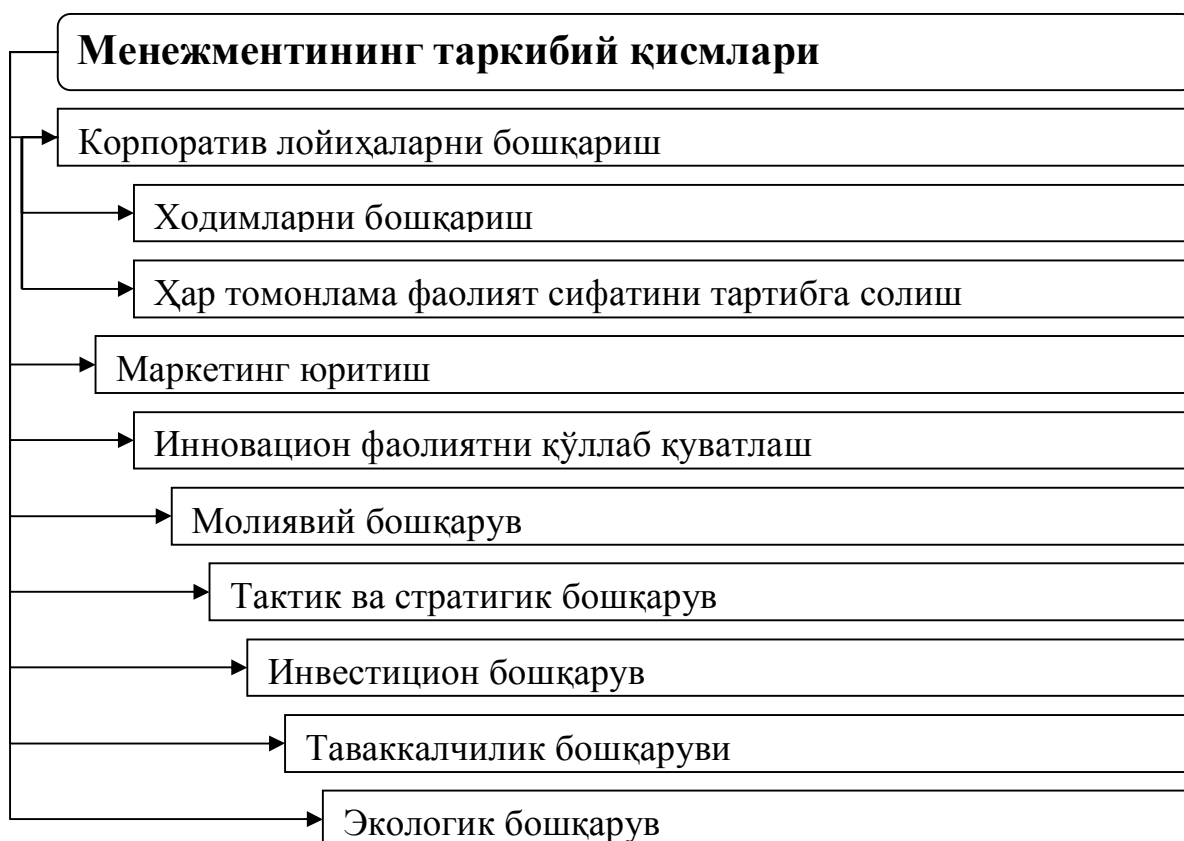 Менежментининг таркибий қисмлари
Корпоратив лойиҳаларни бошқариш
Ходимларни бошқариш
Ҳар томонлама фаолият сифатини тартибга солиш
Маркетинг юритиш
Инновацион фаолиятни қўллаб қуватлаш
Молиявий бошқарув
Тактик ва стратигик бошқарув
Инвестицион бошқарув
Таваккалчилик бошқаруви
Экологик бошқарув